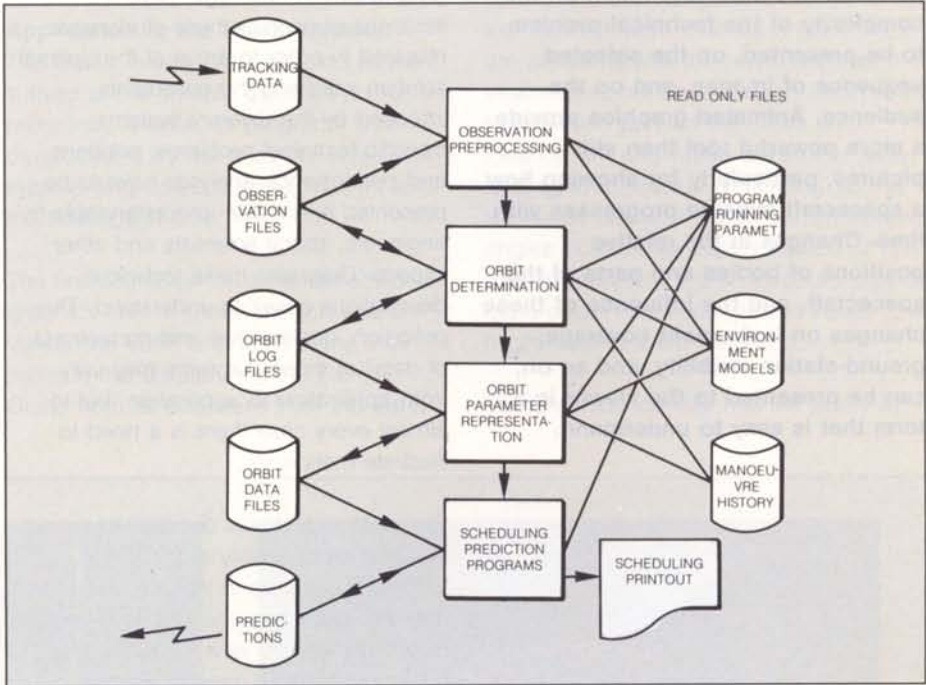 TRACKING
DATA
OBSERVATION
PREPROCESSING
READ ONLY FILES
OBSER-
VATION
FILES
PROGRAM
RUNNING
PARAMET.
ORBIT
DETERMINATION
ORBIT
LOG
FILES
ENVIRON-
MENT
MODELS
ORBIT
PARAMETER
REPRESENTA-
TION
ORBIT
DATA
FILES
MANOEU-
VRE
HISTORY
SCHEDULING
PREDICTION
PROGRAMS
SCHEDULING
PRINTOUT
PREDIC-
TIONS